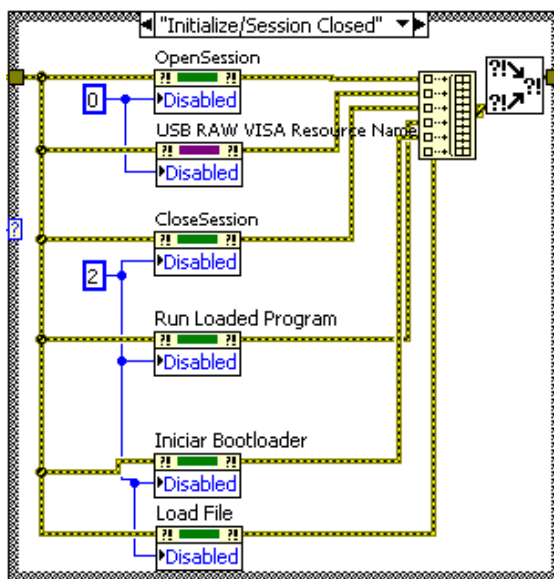 "Initialize/Session Closed"
OpenSession
?! ?!
0
Disabled
USB RAW VISA Resource Name
?! ?!
Disabled
?!
?!
?!
?
CloseSession
?! ?!
Disabled
2
Run Loaded Program
?! ?!
Disabled
Iniciar Bootloader
?! ?!
Disabled
Load File
?! ?!
Disabled